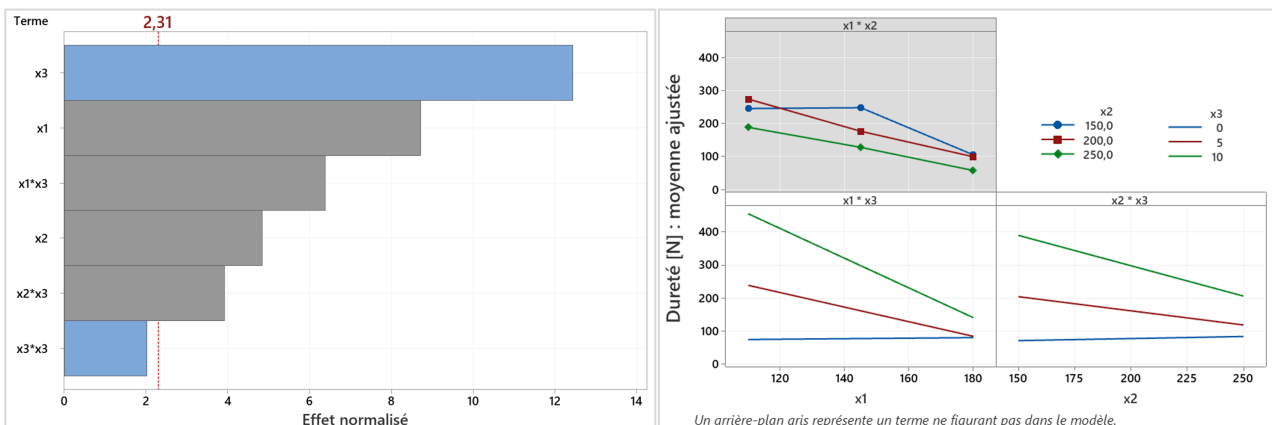 Terme
2,31
x3
x1
x1*x3
x2
x2*x3
x3*x3
0 2 4 6 8 10 12 14
Effet normalisé
Dureté [N] : moyenne ajustée
x1 * x2
400
300
200
100
0
x2
150,0
200,0
250,0
x3
0
5
10
x1 * x3
x2 * x3
400
300
200
100
0
120 140 160 180
150 175 200 225 250
x1
x2
Un arrière-plan gris représente un terme ne figurant pas dans le modèle.